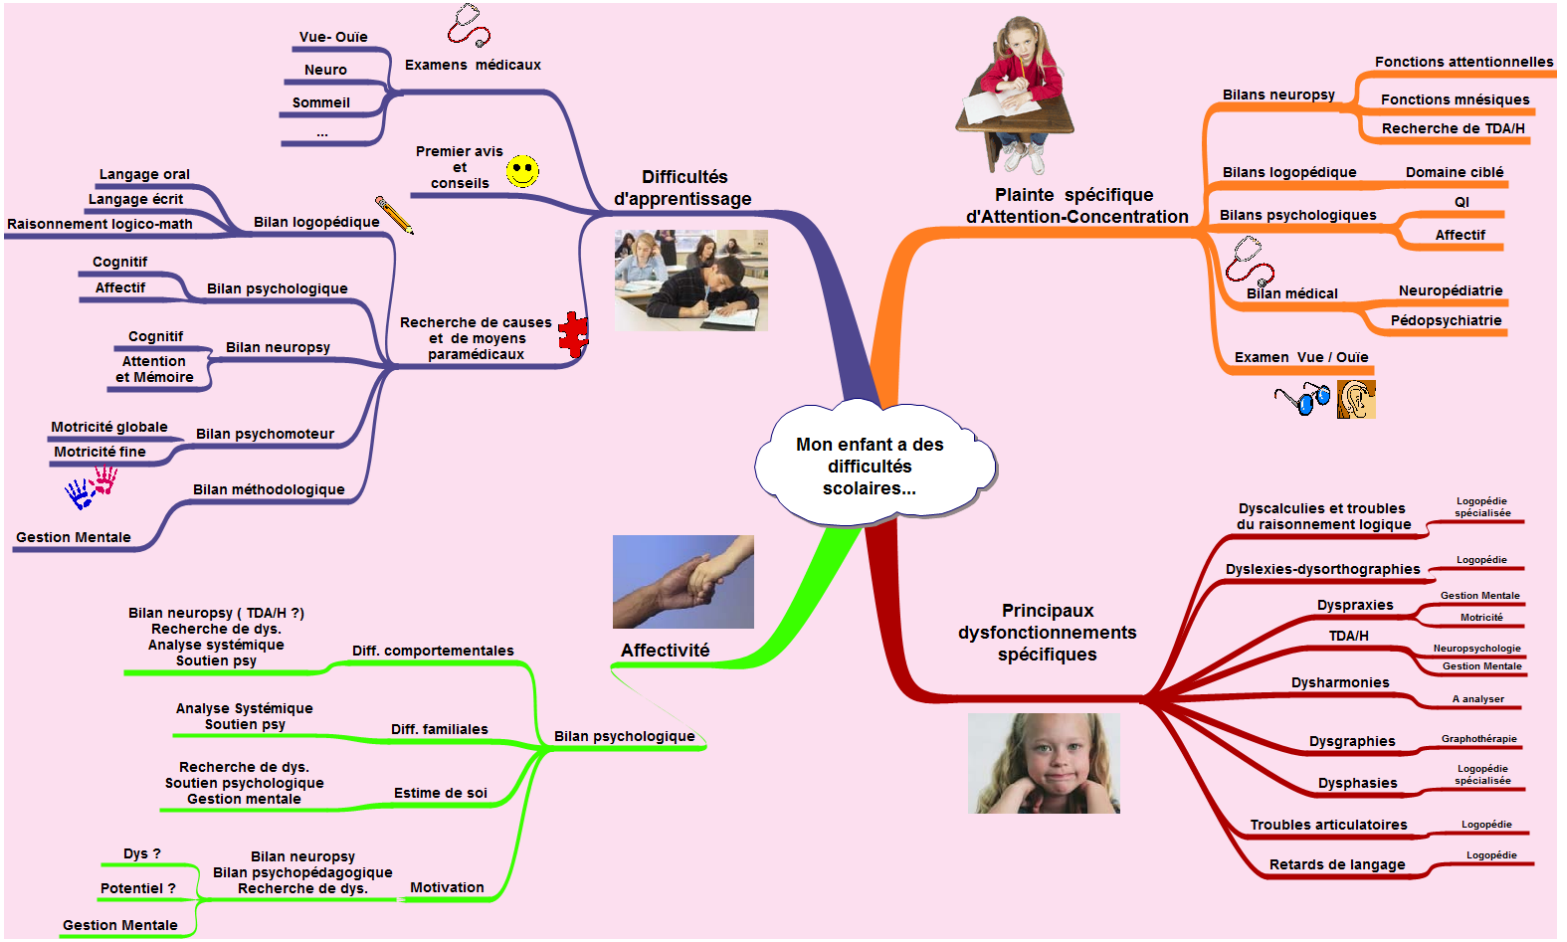 Mon enfant a des
difficultés
scolaires...
Difficultés
d'apprentissage
Examens médicaux
Vue- Ouïe
Neuro
Sommeil
...
Premier avis
et
conseils
Recherche de causes
et de moyens
paramédicaux
Bilan logopédique
Langage oral
Langage écrit
Raisonnement logico-math
Bilan psychologique
Cognitif
Affectif
Bilan neuropsy
Cognitif
Attention
et Mémoire
Bilan psychomoteur
Motricité globale
Motricité fine
Bilan méthodologique
Gestion Mentale
Plainte spécifique
d'Attention-Concentration
Bilans neuropsy
Fonctions attentionnelles
Fonctions mnésiques
Recherche de TDA/H
Bilans logopédique
Domaine ciblé
Bilans psychologiques
QI
Affectif
Bilan médical
Neuropédiatrie
Pédopsychiatrie
Examen Vue / Ouïe
Affectivité
Bilan psychologique
Diff. comportementales
Bilan neuropsy ( TDA/H ?)
Recherche de dys.
Analyse systémique
Soutien psy
Diff. familiales
Analyse Systémique
Soutien psy
Estime de soi
Recherche de dys.
Soutien psychologique
Gestion mentale
Motivation
Bilan neuropsy
Bilan psychopédagogique
Recherche de dys.
Dys ?
Potentiel ?
Gestion Mentale
Principaux
dysfonctionnements
spécifiques
Dyscalculies et troubles
du raisonnement logique
Logopédie
spécialisée
Dyslexies-dysorthographies
Logopédie
Dyspraxies
Gestion Mentale
Motricité
TDA/H
Neuropsychologie
Gestion Mentale
Dysharmonies
A analyser
Dysgraphies
Graphothérapie
Dysphasies
Logopédie
spécialisée
Troubles articulatoires
Logopédie
Retards de langage
Logopédie